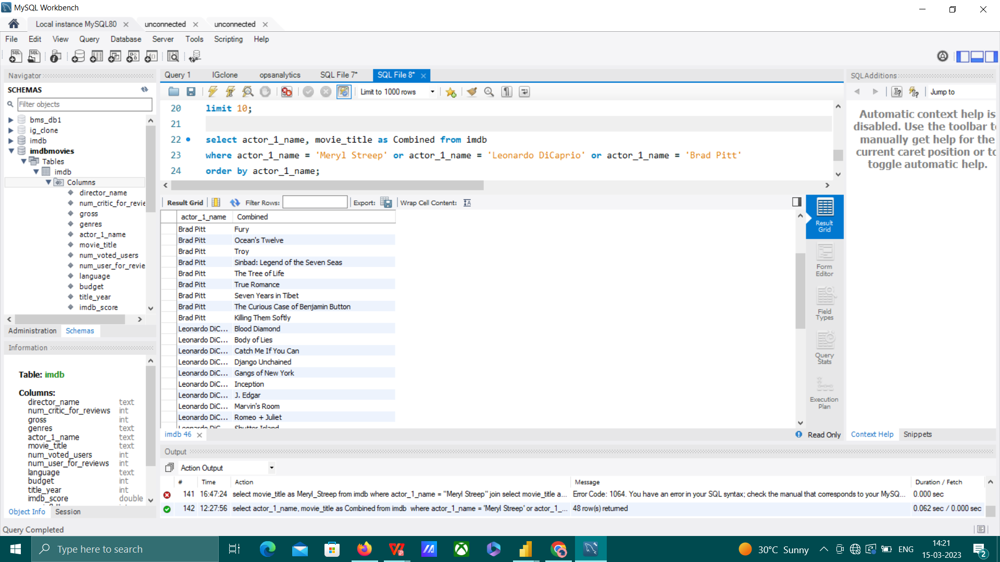 MySQL Workbench
Local instance MySQL80
unconnected
unconnected
File Edit View Query Database Server Tools Scripting Help
Navigator
SCHEMAS
Filter objects
bms_db1
ig_clone
imdb
imdbmovies
Tables
imdb
Columns
director_name
num_critic_for_revie
gross
genres
actor_1_name
movie_title
num_voted_users
num_user_for_revie
language
budget
title_year
imdb_score
Administration Schemas
Information
Table: imdb
Columns:
director_name text
num_critic_for_reviews int
gross int
genres text
actor_1_name text
movie_title text
num_voted_users int
num_user_for_reviews int
language text
budget int
title_year int
imdb_score double
Object Info Session
Query Completed
Query 1 IGclone opsanalytics SQL File 7* SQL File 8*
Limit to 1000 rows
20 limit 10;
21
22 select actor_1_name, movie_title as Combined from imdb
23 where actor_1_name = 'Meryl Streep' or actor_1_name = 'Leonardo DiCaprio' or actor_1_name = 'Brad Pitt'
24 order by actor_1_name;
Result Grid Filter Rows: Export: Wrap Cell Content:
actor_1_name Combined
Brad Pitt Fury
Brad Pitt Ocean's Twelve
Brad Pitt Troy
Brad Pitt Sinbad: Legend of the Seven Seas
Brad Pitt The Tree of Life
Brad Pitt True Romance
Brad Pitt Seven Years in Tibet
Brad Pitt The Curious Case of Benjamin Button
Brad Pitt Killing Them Softly
Leonardo DiC... Blood Diamond
Leonardo DiC... Body of Lies
Leonardo DiC... Catch Me If You Can
Leonardo DiC... Django Unchained
Leonardo DiC... Gangs of New York
Leonardo DiC... Inception
Leonardo DiC... J. Edgar
Leonardo DiC... Marvin's Room
Leonardo DiC... Romeo + Juliet
Leonardo DiC... Shutter Island
Result
Grid
Form
Editor
Field
Types
Query
Stats
Execution
Plan
imdb 46
Read Only
SQLAdditions
Jump to
Automatic context help is
disabled. Use the toolbar t
manually get help for the
current caret position or to
toggle automatic help.
Context Help Snippets
Output
Action Output
# Time Action Message Duration / Fetch
141 16:47:24 select movie_title as Meryl_Streep from imdb where actor_1_name = "Meryl Streep" join select movie_title a... Error Code: 1064. You have an error in your SQL syntax; check the manual that corresponds to your MySQ... 0.000 sec
142 12:27:56 select actor_1_name, movie_title as Combined from imdb where actor_1_name = 'Meryl Streep' or actor_1_... 48 row(s) returned 0.062 sec / 0.000 sec
Type here to search
30°C Sunny
ENG
14:21
15-03-2023
2